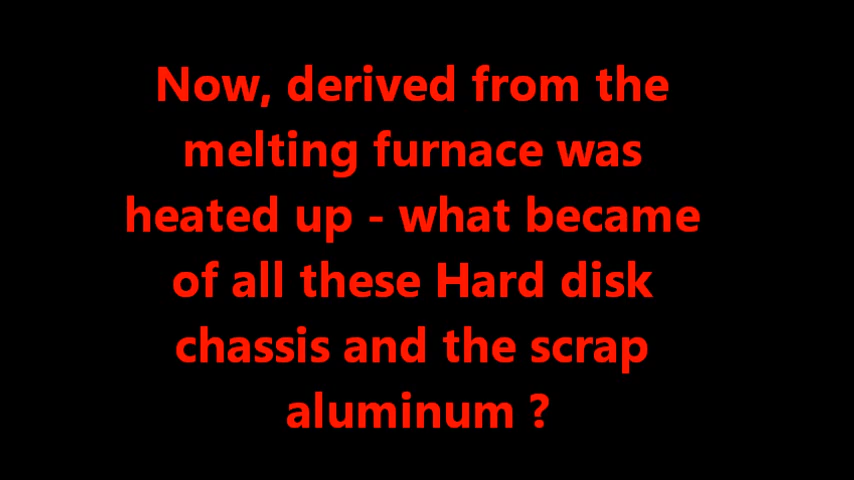 Now, derived from the
melting furnace was
heated up - what became
of all these Hard disk
chassis and the scrap
aluminum ?